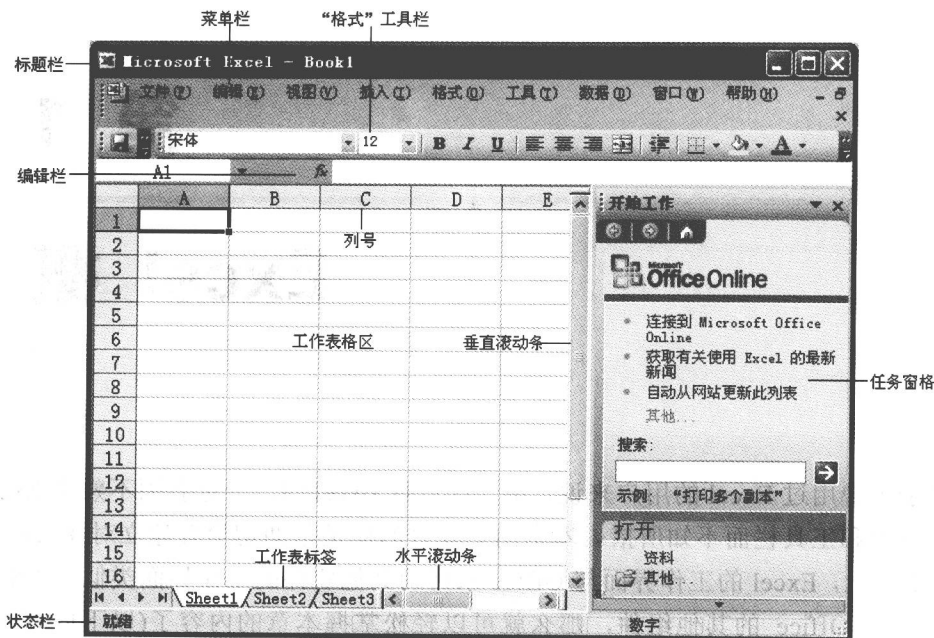 菜单栏 “格式”工具栏
标题栏
Microsoft Excel - Book1
文件(F) 编辑(E) 视图(V) 插入(I) 格式(O) 工具(T) 数据(D) 窗口(W) 帮助(H)
宋体 12 B I U A
编辑栏
A1 fx
A B C D E
1
2
3
4
5
6
7
8
9
10
11
12
13
14
15
16
列号
工作表格区
垂直滚动条
工作表标签
水平滚动条
Sheet1 Sheet2 Sheet3
状态栏
就绪
开始工作
Microsoft
Office Online
连接到 Microsoft Office
Online
获取有关使用 Excel 的最新
新闻
自动从网站更新此列表
其他...
任务窗格
搜索:
示例: “打印多个副本”
打开
资料
其他...
数字